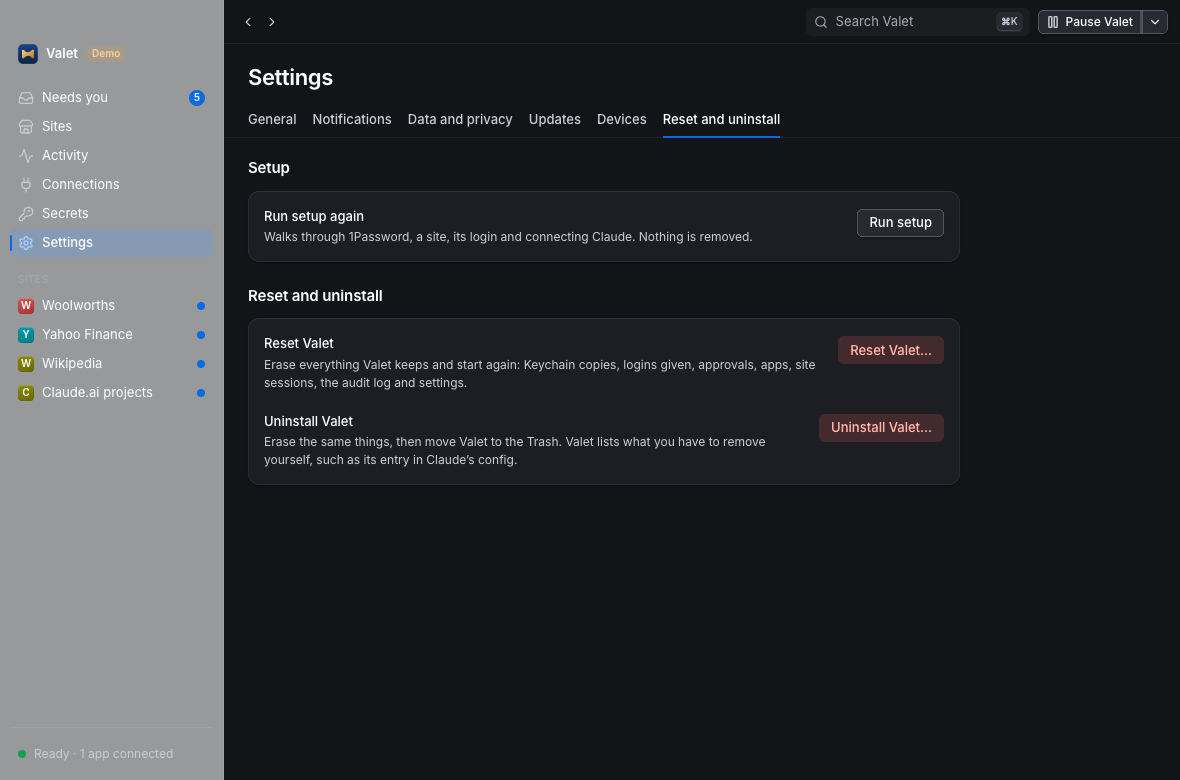 Search Valet
⌘K
Pause Valet
Valet
Demo
Needs you
5
Sites
Activity
Connections
Secrets
Settings
SITES
W
Woolworths
Y
Yahoo Finance
W
Wikipedia
C
Claude.ai projects
Ready · 1 app connected
Settings
General
Notifications
Data and privacy
Updates
Devices
Reset and uninstall
Setup
Run setup again
Walks through 1Password, a site, its login and connecting Claude. Nothing is removed.
Run setup
Reset and uninstall
Reset Valet
Erase everything Valet keeps and start again: Keychain copies, logins given, approvals, apps, site
sessions, the audit log and settings.
Reset Valet…
Uninstall Valet
Erase the same things, then move Valet to the Trash. Valet lists what you have to remove
yourself, such as its entry in Claude’s config.
Uninstall Valet…